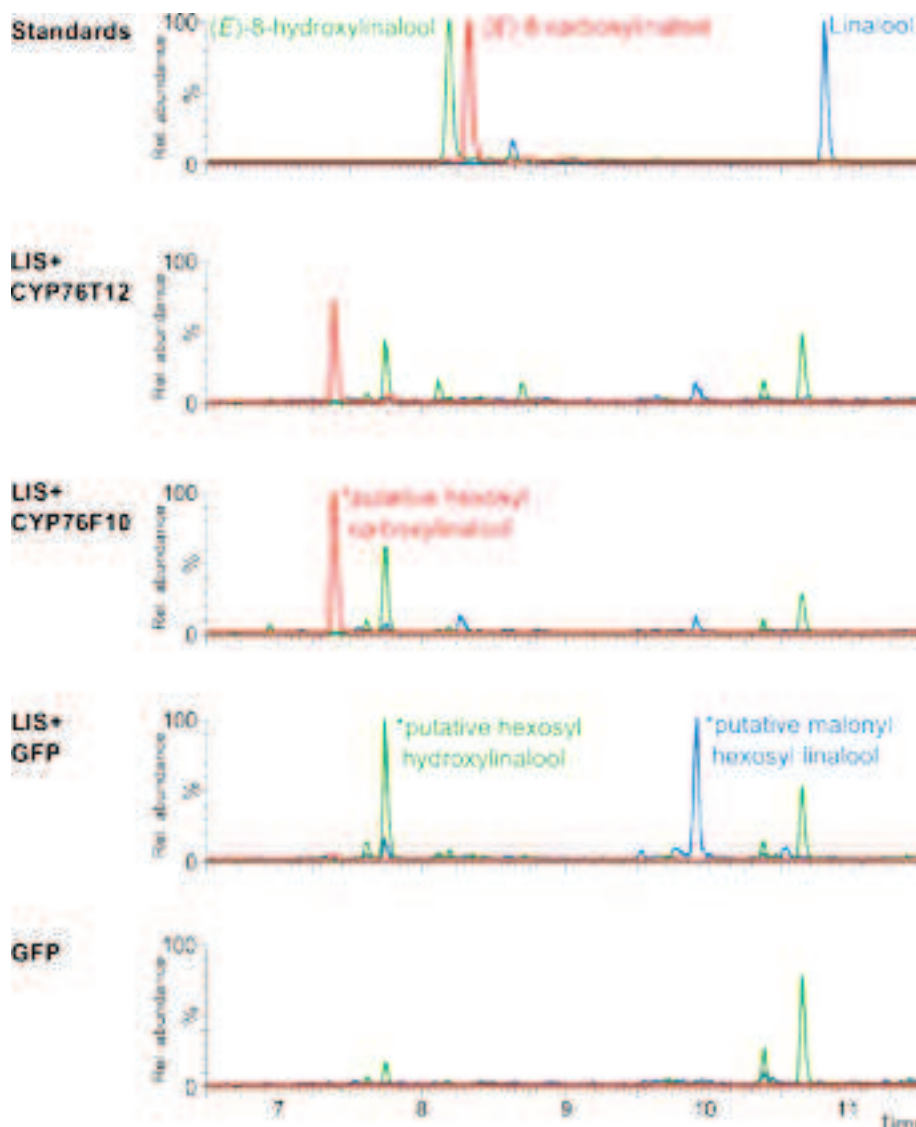 Standards
100
(E)-8-hydroxylinalool
(E)-8-carboxylinalool
Linalool
Rel. abundance
%
0
LIS+
CYP76T12
100
Rel. abundance
%
0
LIS+
CYP76F10
100
*putative hexosyl
carboxylinalool
Rel. abundance
%
0
LIS+
GFP
100
*putative hexosyl
hydroxylinalool
*putative malonyl
hexosyl linalool
Rel. abundance
%
0
GFP
100
Rel. abundance
%
0
7 8 9 10 11
Time